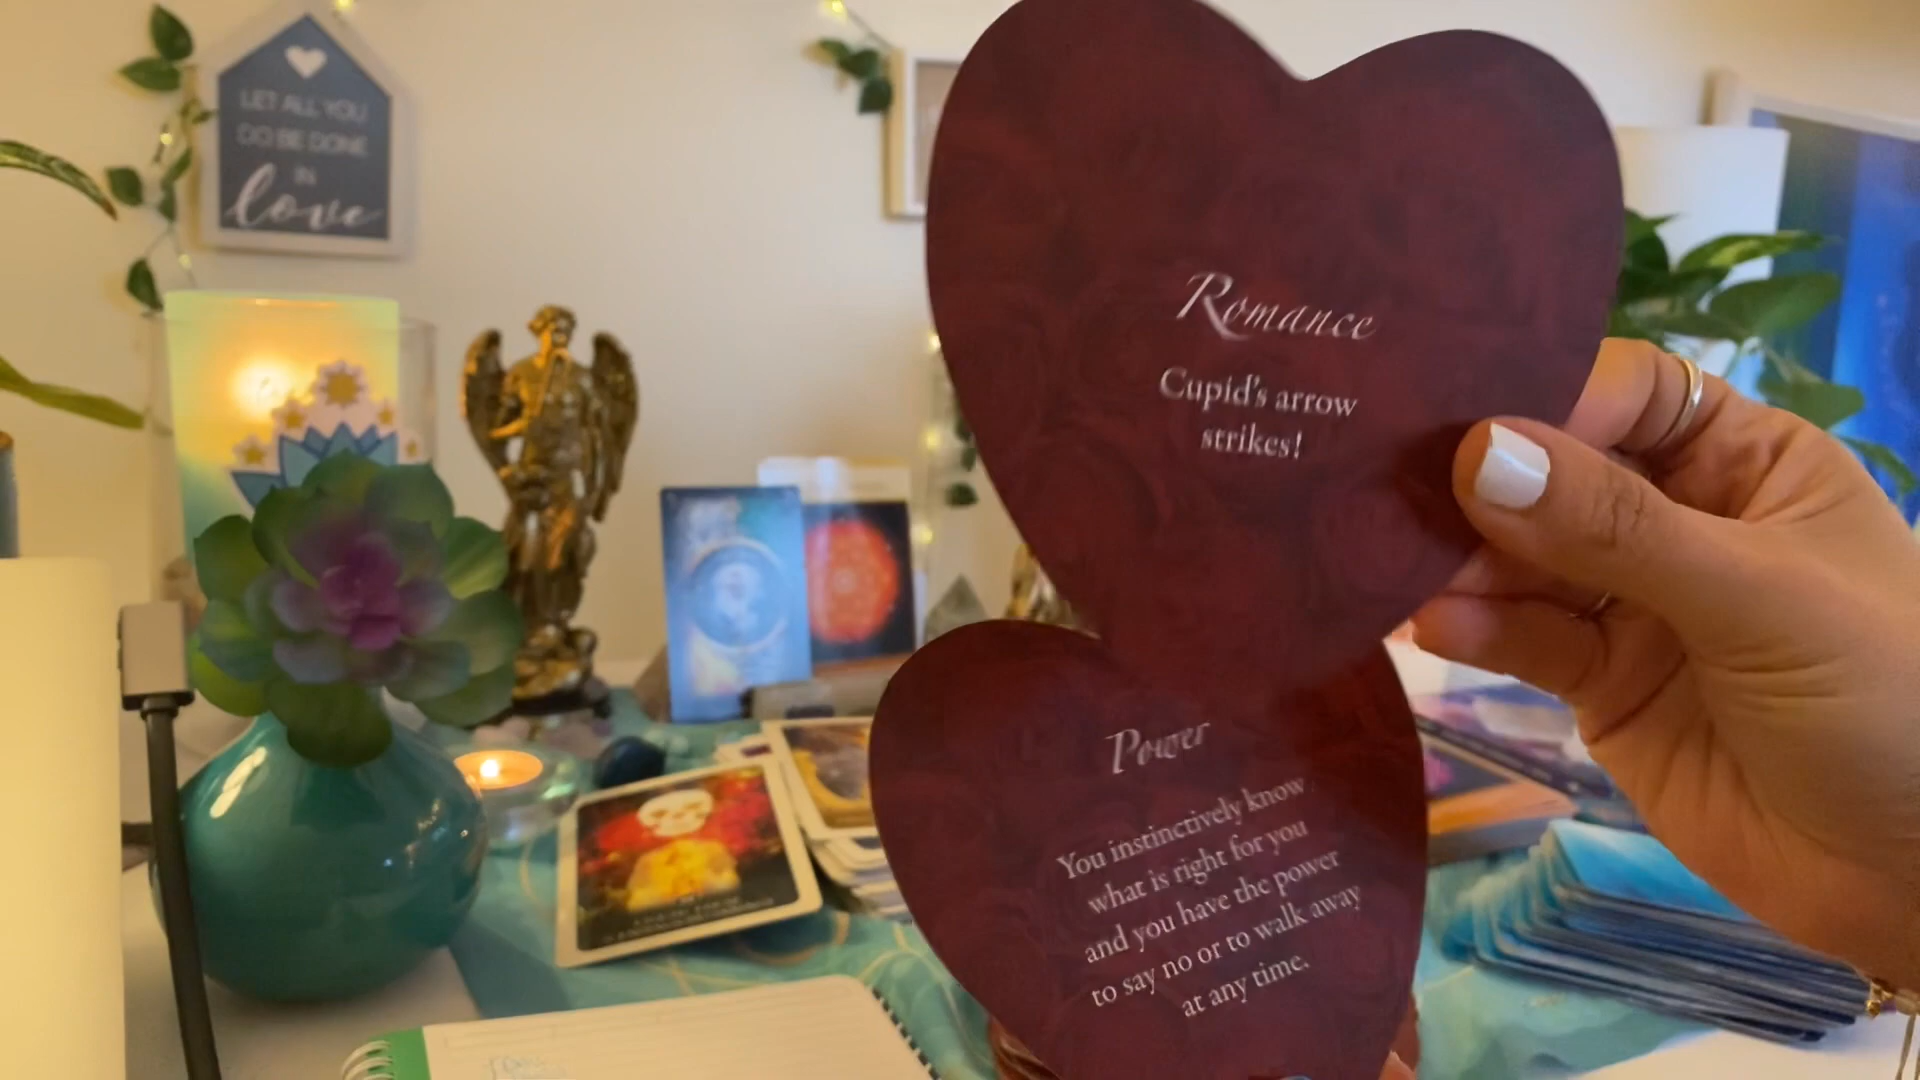 LET ALL YOU
DO BE DONE
IN
love
Romance
Cupid's arrow
strikes!
Power
You instinctively know
what is right for you
and you have the power
to say no or to walk away
at any time.